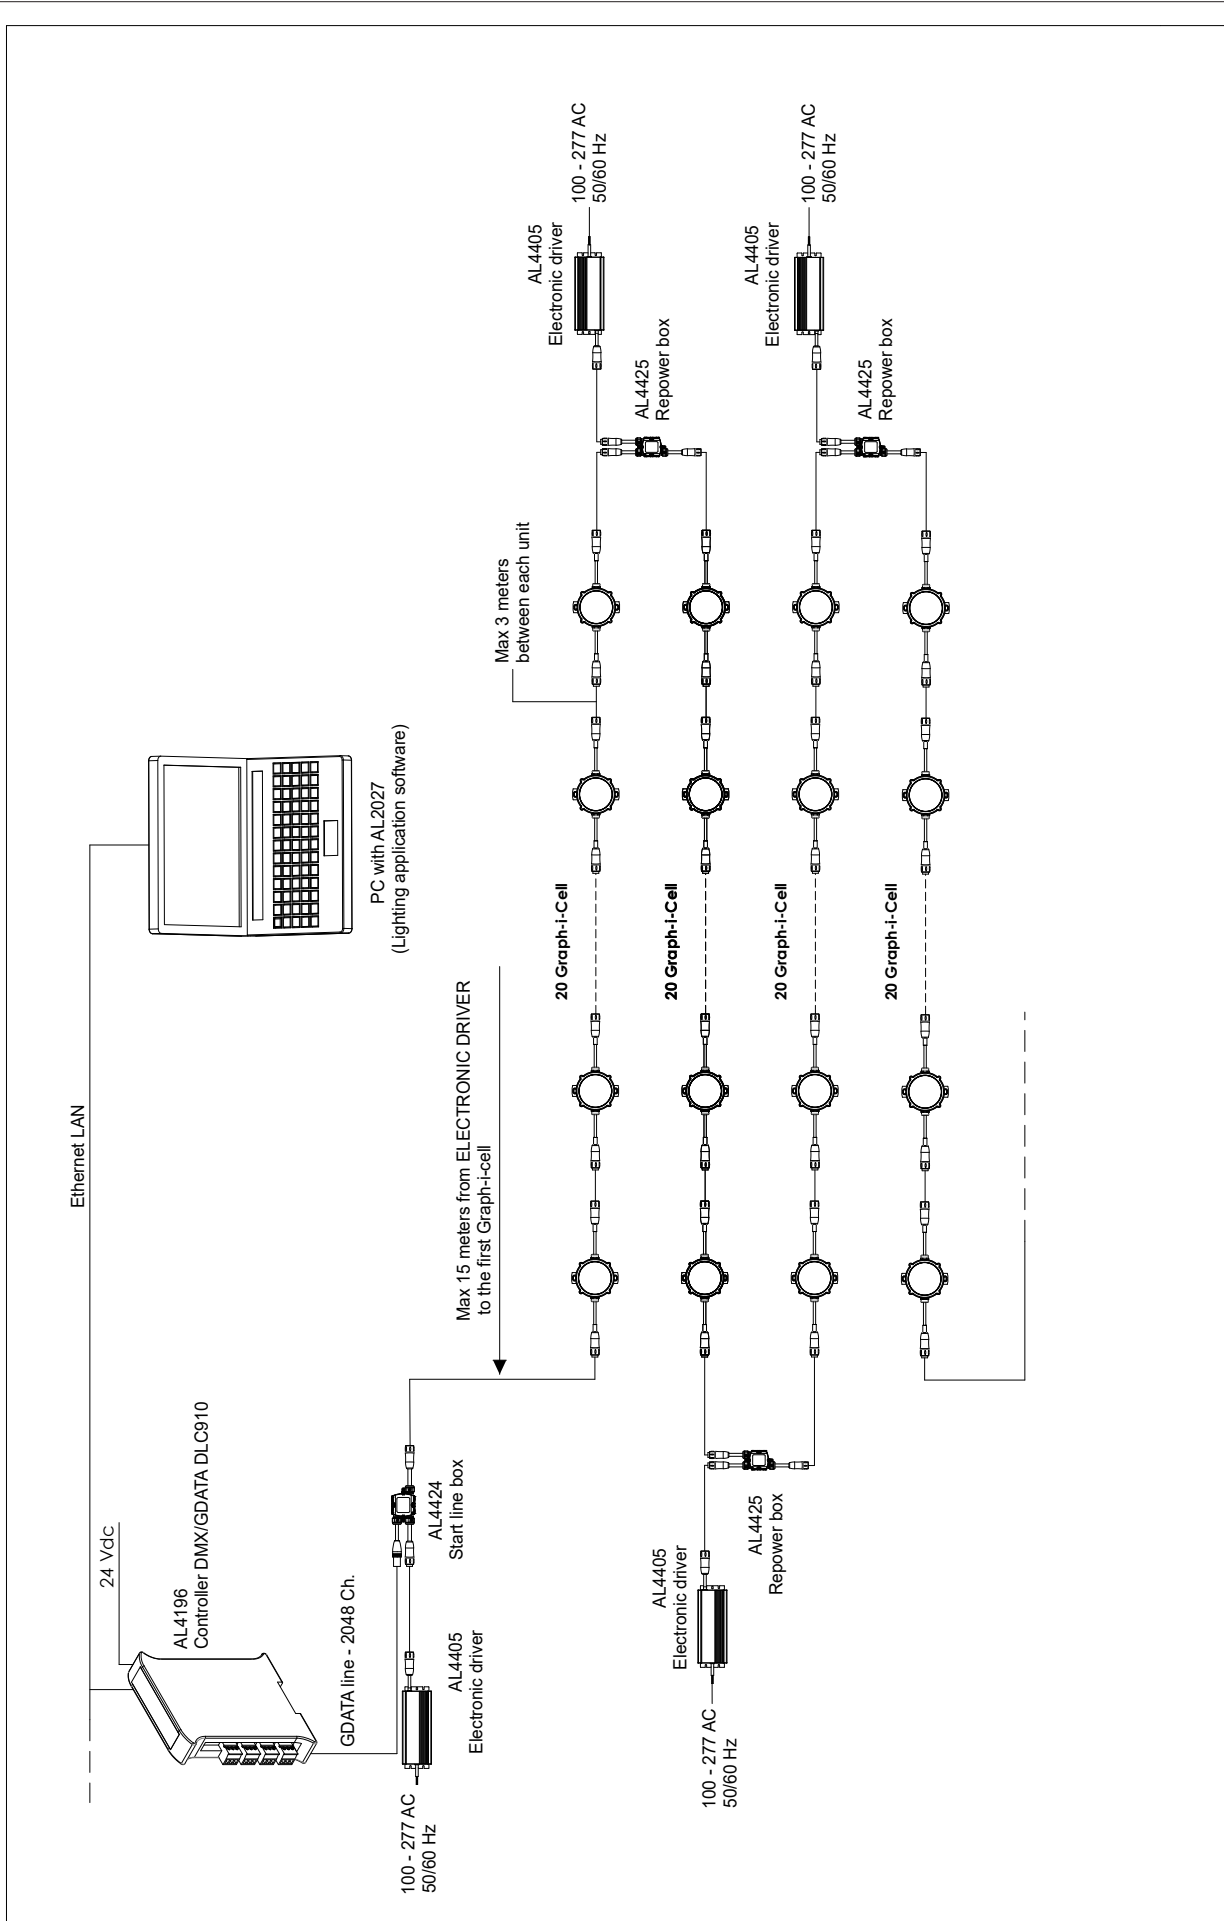 Ethernet LAN
24 Vdc
AL4196
Controller DMX/GDATA DLC910
PC with AL2027
(Lighting application software)
GDATA line - 2048 Ch.
AL4424
Start line box
AL4405
Electronic driver
100 - 277 AC
50/60 Hz
Max 15 meters from ELECTRONIC DRIVER
to the first Graph-i-cell
Max 3 meters
between each unit
AL4405
Electronic driver
100 - 277 AC
50/60 Hz
AL4425
Repower box
20 Graph-i-Cell
20 Graph-i-Cell
20 Graph-i-Cell
20 Graph-i-Cell
AL4405
Electronic driver
100 - 277 AC
50/60 Hz
AL4425
Repower box
AL4405
Electronic driver
100 - 277 AC
50/60 Hz
AL4425
Repower box